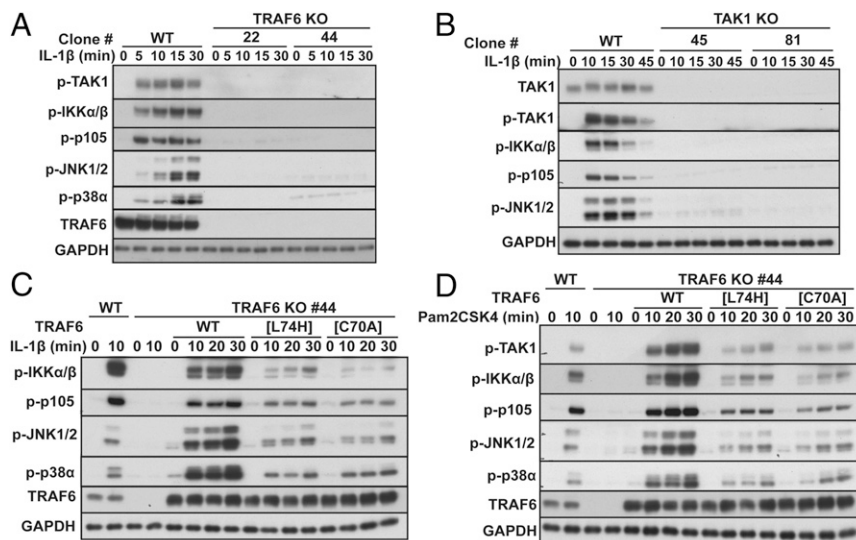 A
TRAF6 KO
Clone # WT 22 44
IL-1β (min) 0 5 10 15 30 0 5 10 15 30 0 5 10 15 30
p-TAK1
p-IKKα/β
p-p105
p-JNK1/2
p-p38α
TRAF6
GAPDH
B
TAK1 KO
Clone # WT 45 81
IL-1β (min) 0 10 15 30 45 0 10 15 30 45 0 10 15 30 45
TAK1
p-TAK1
p-IKKα/β
p-p105
p-JNK1/2
GAPDH
C
WT TRAF6 KO #44
TRAF6 WT [L74H] [C70A]
IL-1β (min) 0 10 0 10 0 10 20 30 0 10 20 30 0 10 20 30
p-IKKα/β
p-p105
p-JNK1/2
p-p38α
TRAF6
GAPDH
D
WT TRAF6 KO #44
TRAF6 WT [L74H] [C70A]
Pam2CSK4 (min) 0 10 0 10 0 10 20 30 0 10 20 30 0 10 20 30
p-TAK1
p-IKKα/β
p-p105
p-JNK1/2
p-p38α
TRAF6
GAPDH